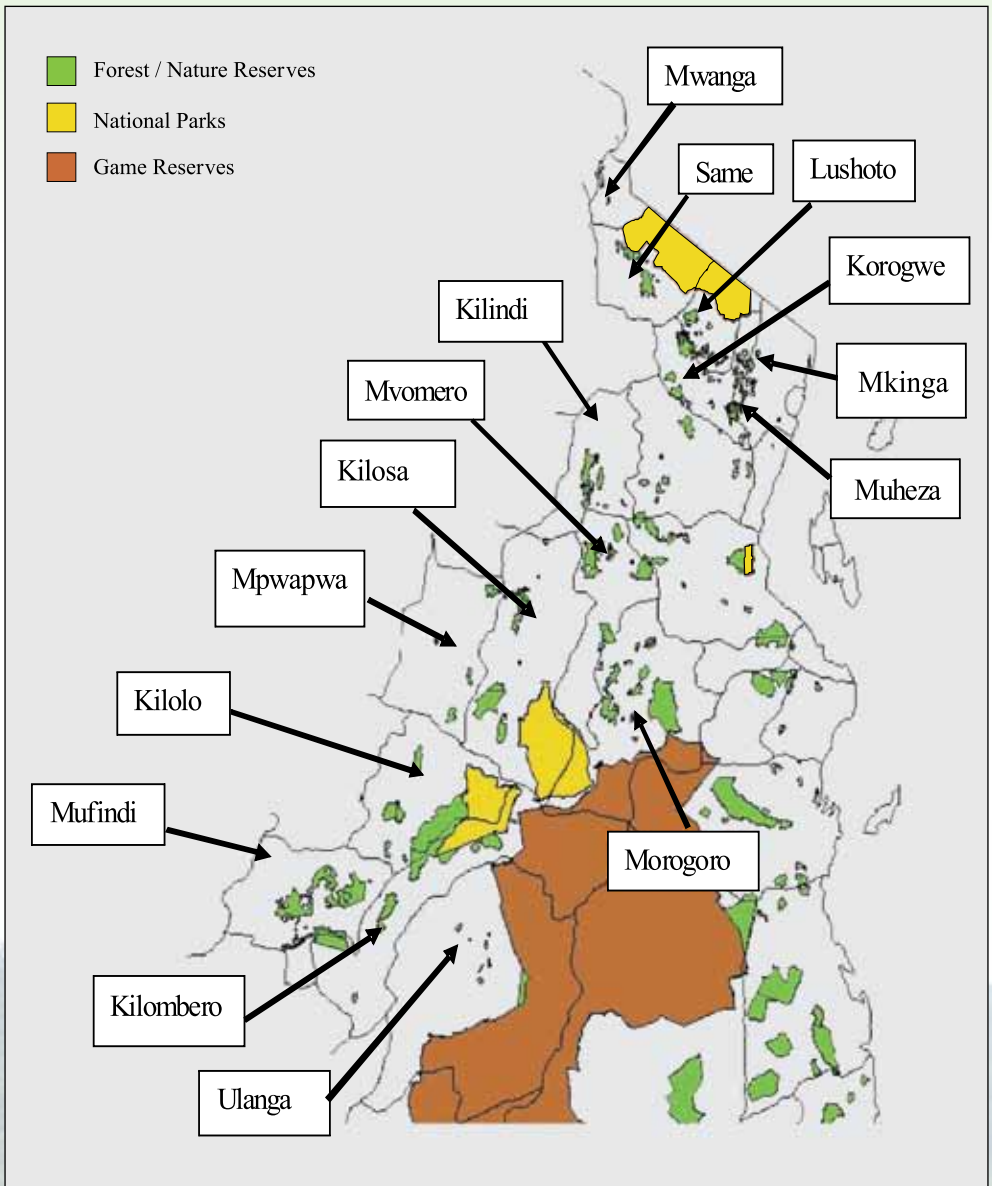 Forest / Nature Reserves
National Parks
Game Reserves
Mwanga
Same
Lushoto
Korogwe
Kilindi
Mkinga
Mvomero
Kilosa
Muheza
Mpwapwa
Kilolo
Mufindi
Morogoro
Kilombero
Ulanga